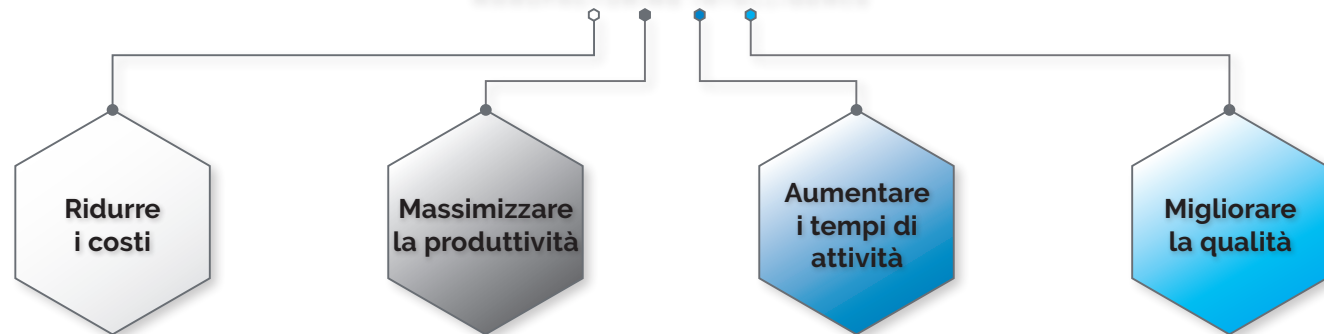 Ridurre
i costi
Massimizzare
la produttività
Aumentare
i tempi di
attività
Migliorare
la qualità